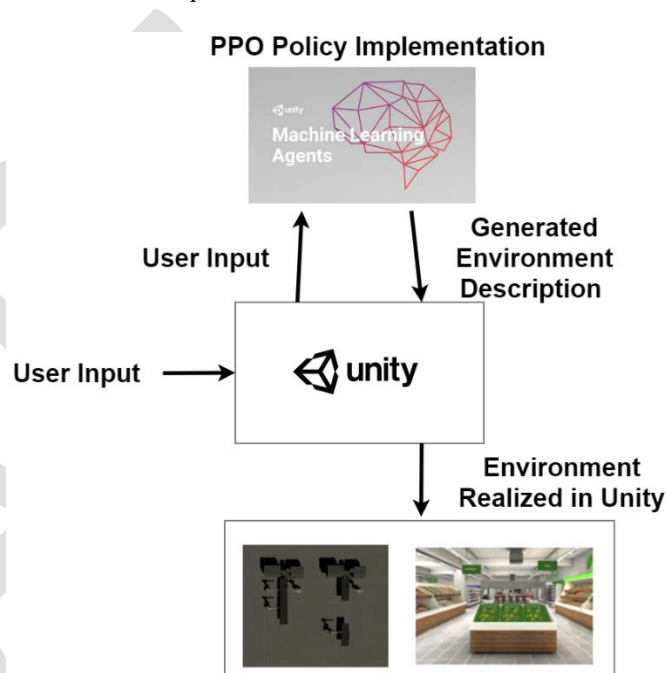 PPO Policy Implementation
unity
Machine Learning
Agents
User Input
Generated
Environment
Description
User Input
unity
Environment
Realized in Unity